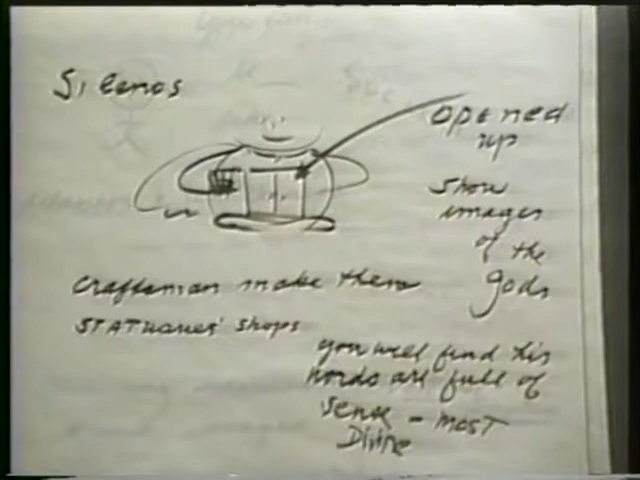 Silenos
opened
up
show
images
of the
gods
craftsman make them
STATuaries' shops
you will find his
words are full of
sense – most
Divine